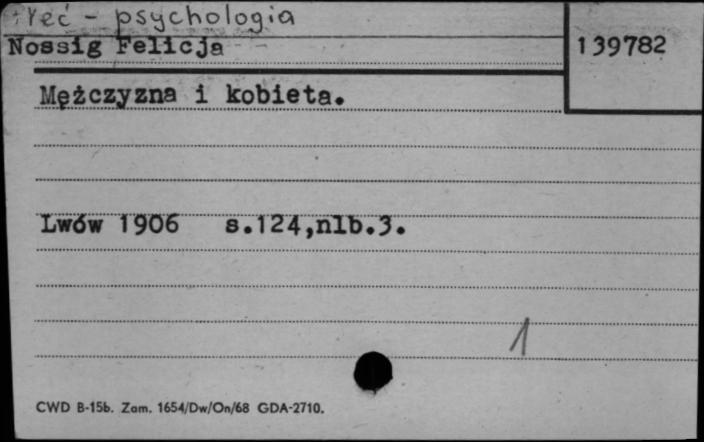 płeć - psychologia
Nossig Felicja
139782
Mężczyzna i kobieta.
Lwów 1906 s.124,nlb.3.
1
CWD B-15b. Zam. 1654/Dw/On/68 GDA-2710.